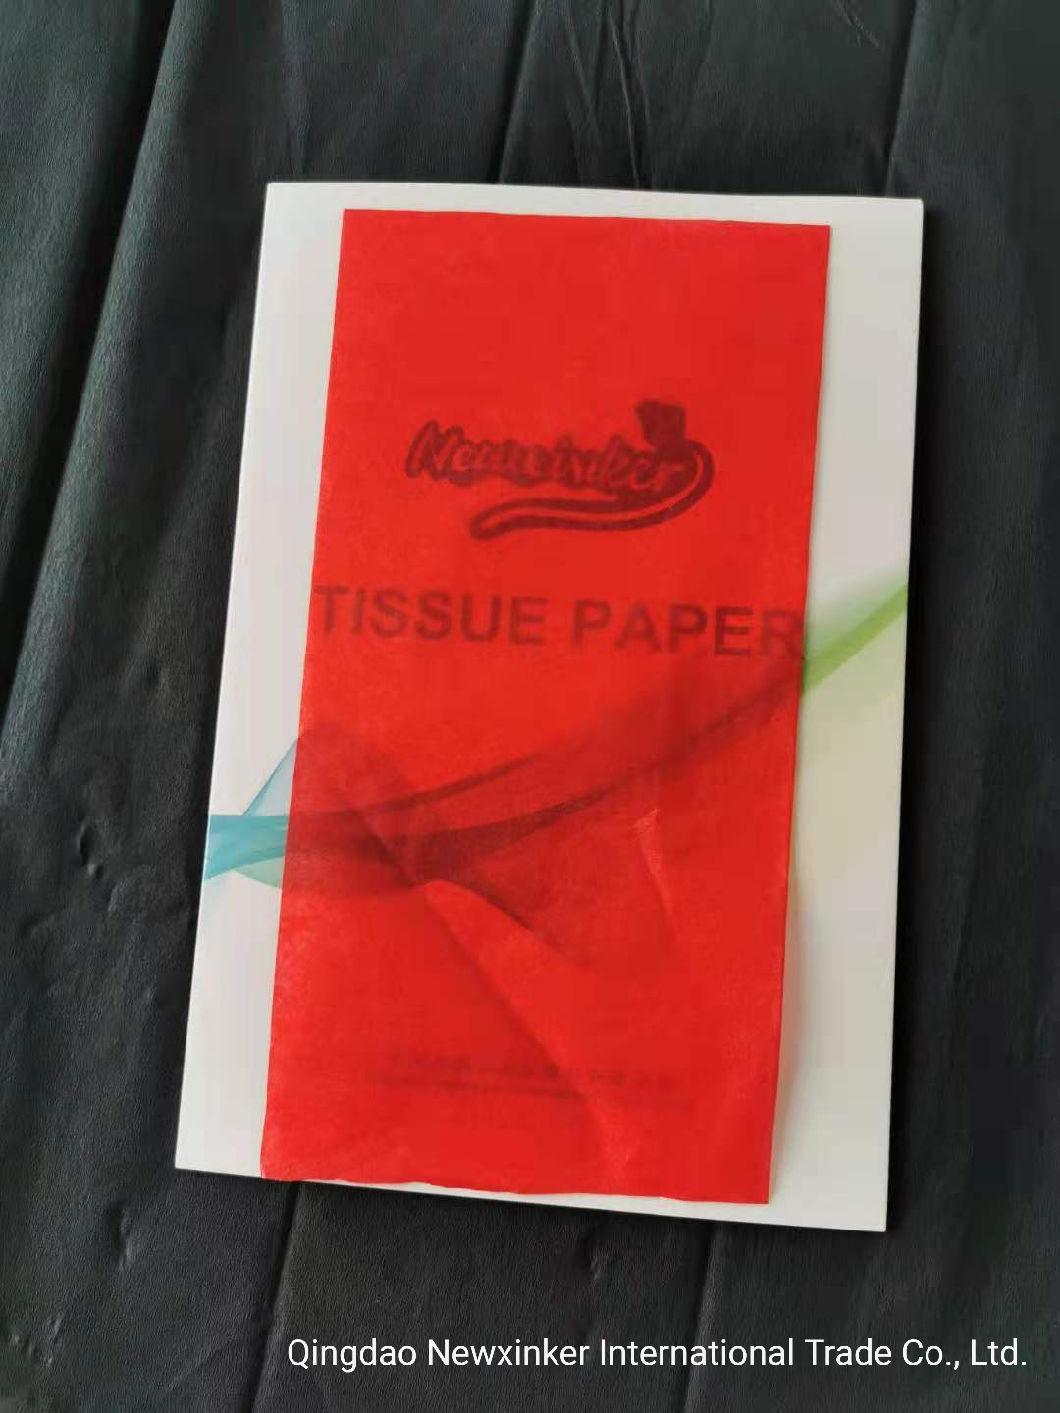 Newxinker
TISSUE PAPER
Qingdao Newxinker International Trade Co., Ltd.